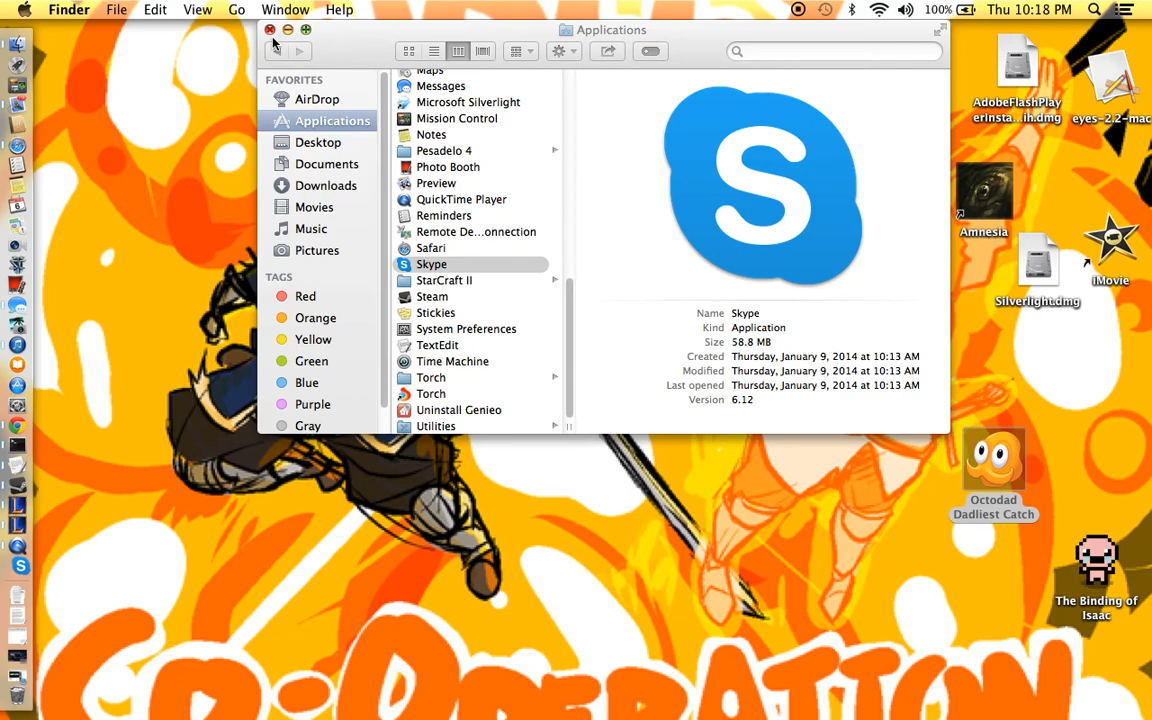 Finder File Edit View Go Window Help 100% Thu 10:18 PM
Applications
FAVORITES
AirDrop
Applications
Desktop
Documents
Downloads
Movies
Music
Pictures
TAGS
Red
Orange
Yellow
Green
Blue
Purple
Gray
Maps
Messages
Microsoft Silverlight
Mission Control
Notes
Pesadelo 4
Photo Booth
Preview
QuickTime Player
Reminders
Remote De...onnection
Safari
Skype
StarCraft II
Steam
Stickies
System Preferences
TextEdit
Time Machine
Torch
Torch
Uninstall Genieo
Utilities
S
Name Skype
Kind Application
Size 58.8 MB
Created Thursday, January 9, 2014 at 10:13 AM
Modified Thursday, January 9, 2014 at 10:13 AM
Last opened Thursday, January 9, 2014 at 10:13 AM
Version 6.12
AdobeFlashPlay
erInsta...ih.dmg
eyes-2.2-mac
Amnesia
Silverlight.dmg
iMovie
Octodad
Dadliest Catch
The Binding of
Isaac
CO-OPERATION